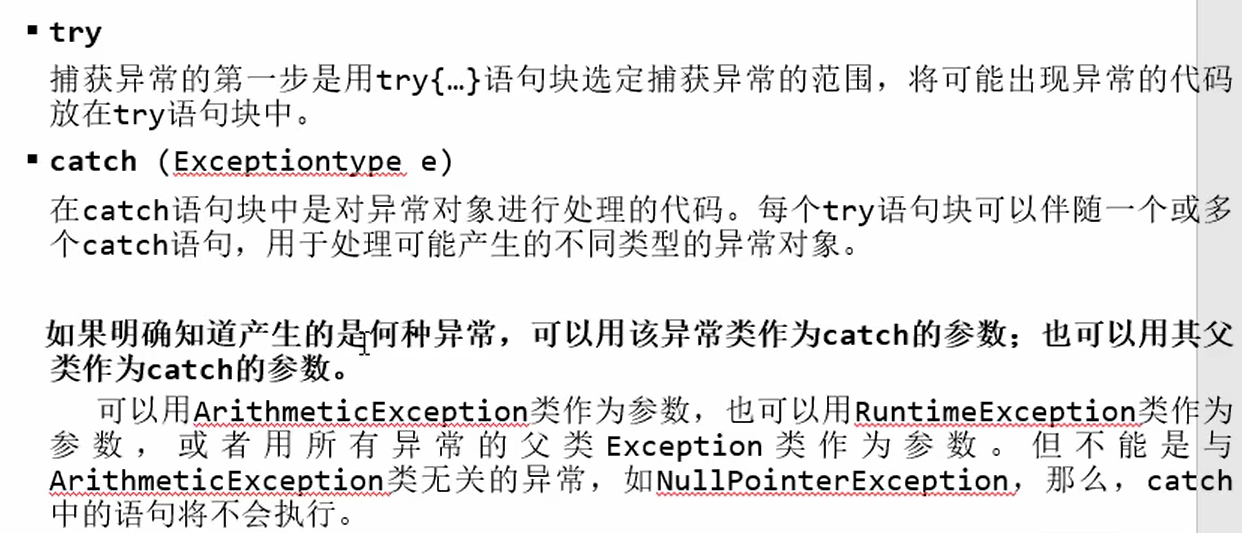 ▪ try
捕获异常的第一步是用try{…}语句块选定捕获异常的范围，将可能出现异常的代码
放在try语句块中。
▪ catch (Exceptiontype e)
在catch语句块中是对异常对象进行处理的代码。每个try语句块可以伴随一个或多
个catch语句，用于处理可能产生的不同类型的异常对象。
如果明确知道产生的是何种异常，可以用该异常类作为catch的参数；也可以用其父
类作为catch的参数。
可以用ArithmeticException类作为参数，也可以用RuntimeException类作为
参数，或者用所有异常的父类Exception类作为参数。但不能是与
ArithmeticException类无关的异常，如NullPointerException，那么，catch
中的语句将不会执行。